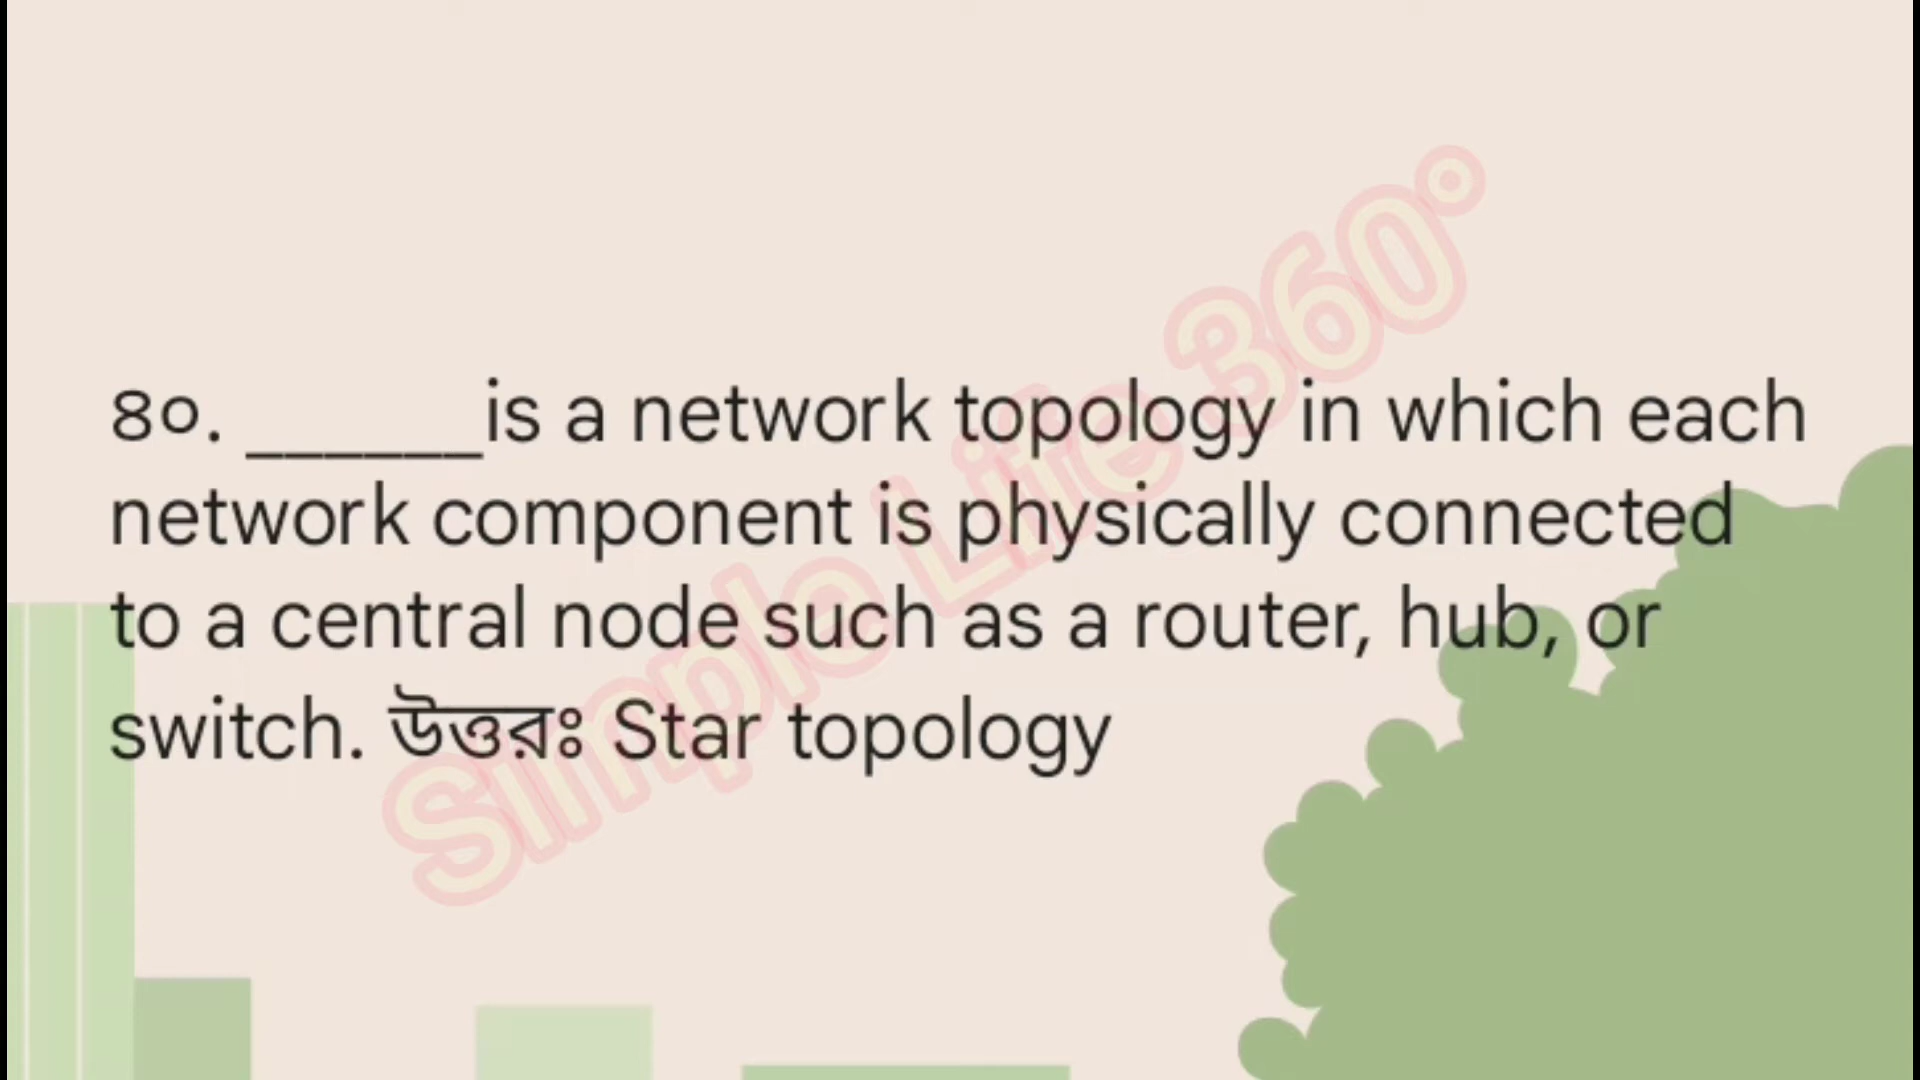 ৪০. ______is a network topology in which each
network component is physically connected
to a central node such as a router, hub, or
switch. উত্তরঃ Star topology
Simple Life 360°